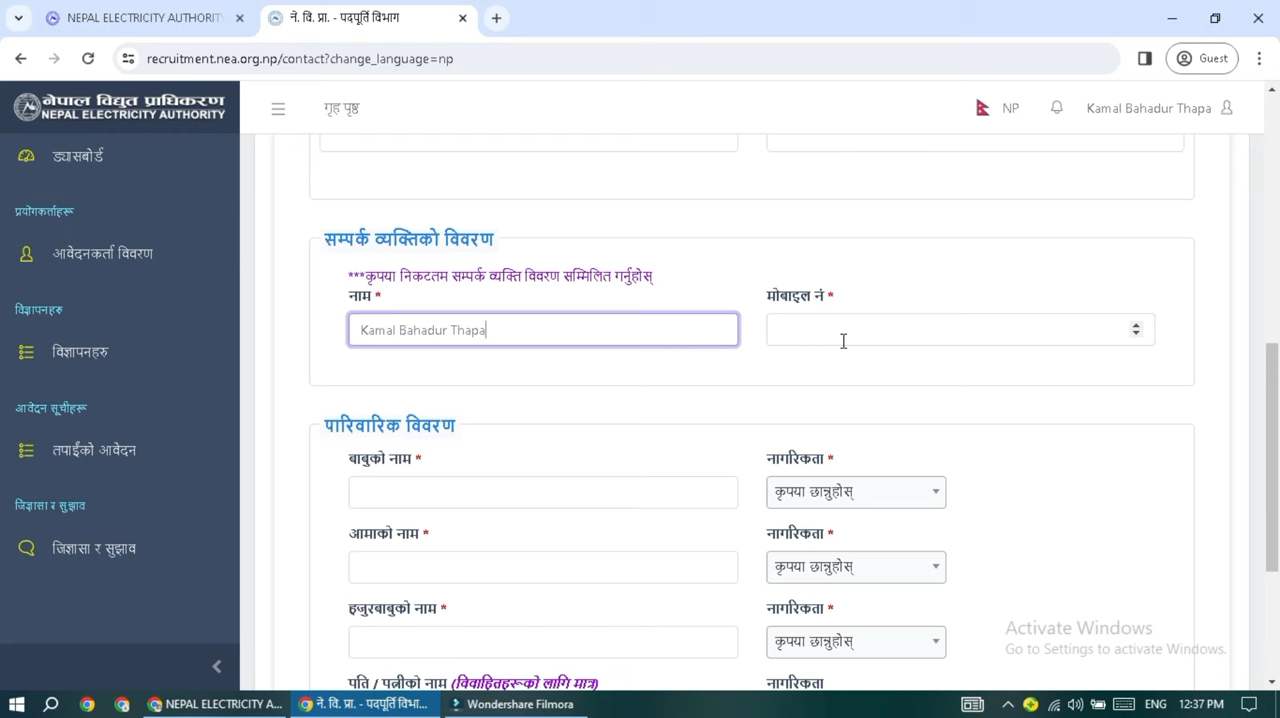 NEPAL ELECTRICITY AUTHORITY
ने. वि. प्रा. - पदपूर्ति विभाग
recruitment.nea.org.np/contact?change_language=np
Guest
नेपाल विद्युत प्राधिकरण
NEPAL ELECTRICITY AUTHORITY
गृह पृष्ठ
NP
Kamal Bahadur Thapa
ड्यासबोर्ड
प्रयोगकर्ताहरू
आवेदनकर्ता विवरण
विज्ञापनहरु
विज्ञापनहरु
आवेदन सूचीहरू
तपाईंको आवेदन
जिज्ञासा र सुझाव
जिज्ञासा र सुझाव
सम्पर्क व्यक्तिको विवरण
***कृपया निकटतम सम्पर्क व्यक्ति विवरण सम्मिलित गर्नुहोस्
नाम *
मोबाइल नं *
Kamal Bahadur Thapa
पारिवारिक विवरण
बाबुको नाम *
नागरिकता *
कृपया छान्नुहोस्
आमाको नाम *
नागरिकता *
कृपया छान्नुहोस्
हजुरबाबुको नाम *
नागरिकता *
कृपया छान्नुहोस्
पति / पत्नीको नाम (विवाहितहरूको लागि मात्र)
नागरिकता
Activate Windows
Go to Settings to activate Windows.
NEPAL ELECTRICITY A...
ने. वि. प्रा. - पदपूर्ति विभा...
Wondershare Filmora
ENG
12:37 PM